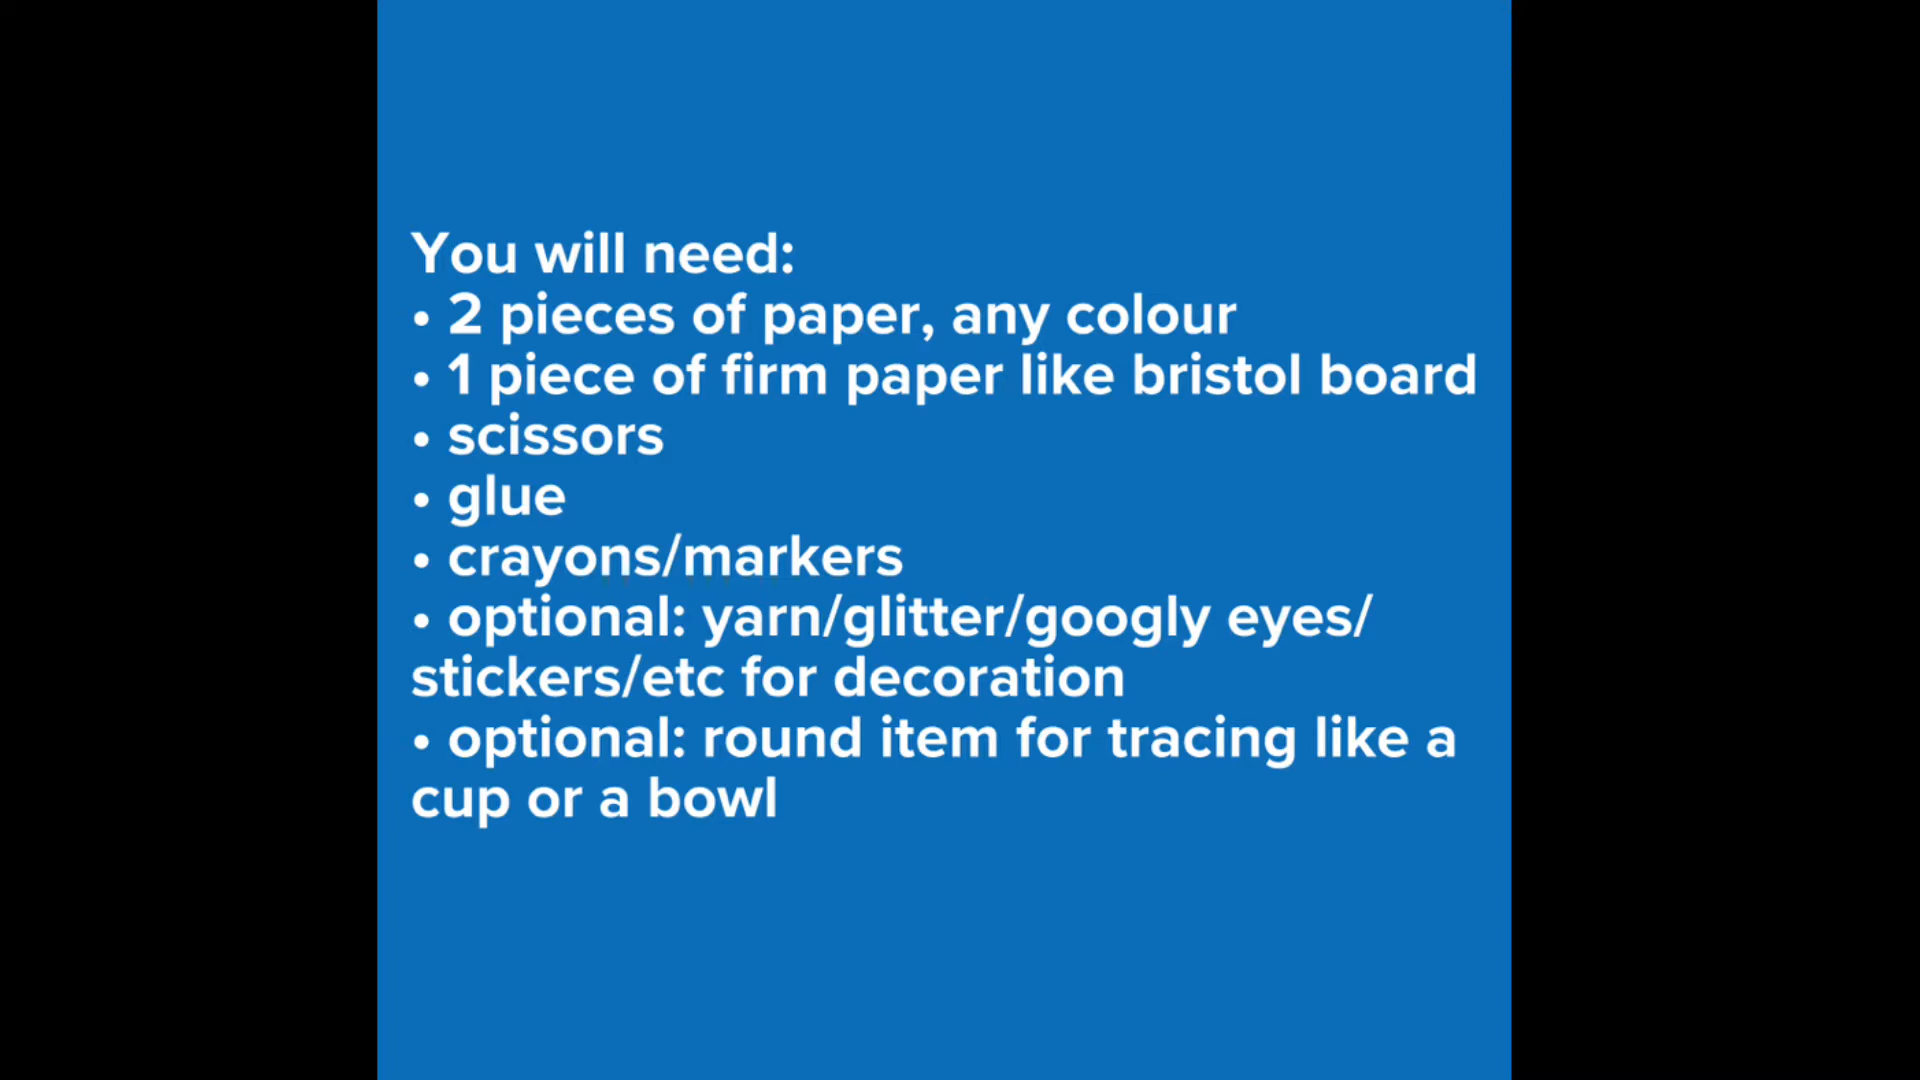 You will need:
• 2 pieces of paper, any colour
• 1 piece of firm paper like bristol board
• scissors
• glue
• crayons/markers
• optional: yarn/glitter/googly eyes/
stickers/etc for decoration
• optional: round item for tracing like a
cup or a bowl